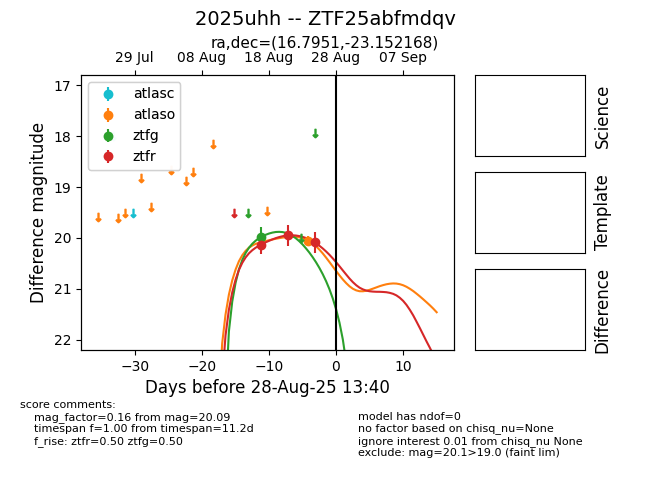 2025uhh -- ZTF25abfmdqv
ra,dec=(16.7951,-23.152168)
29 Jul 08 Aug 18 Aug 28 Aug 07 Sep
17
18
19
20
21
22
Difference magnitude
atlasc
atlaso
ztfg
ztfr
−30 −20 −10 0 10
Days before 28-Aug-25 13:40
Science
Template
Difference
score comments:
mag_factor=0.16 from mag=20.09
timespan f=1.00 from timespan=11.2d
f_rise: ztfr=0.50 ztfg=0.50
model has ndof=0
no factor based on chisq_nu=None
ignore interest 0.01 from chisq_nu None
exclude: mag=20.1>19.0 (faint lim)